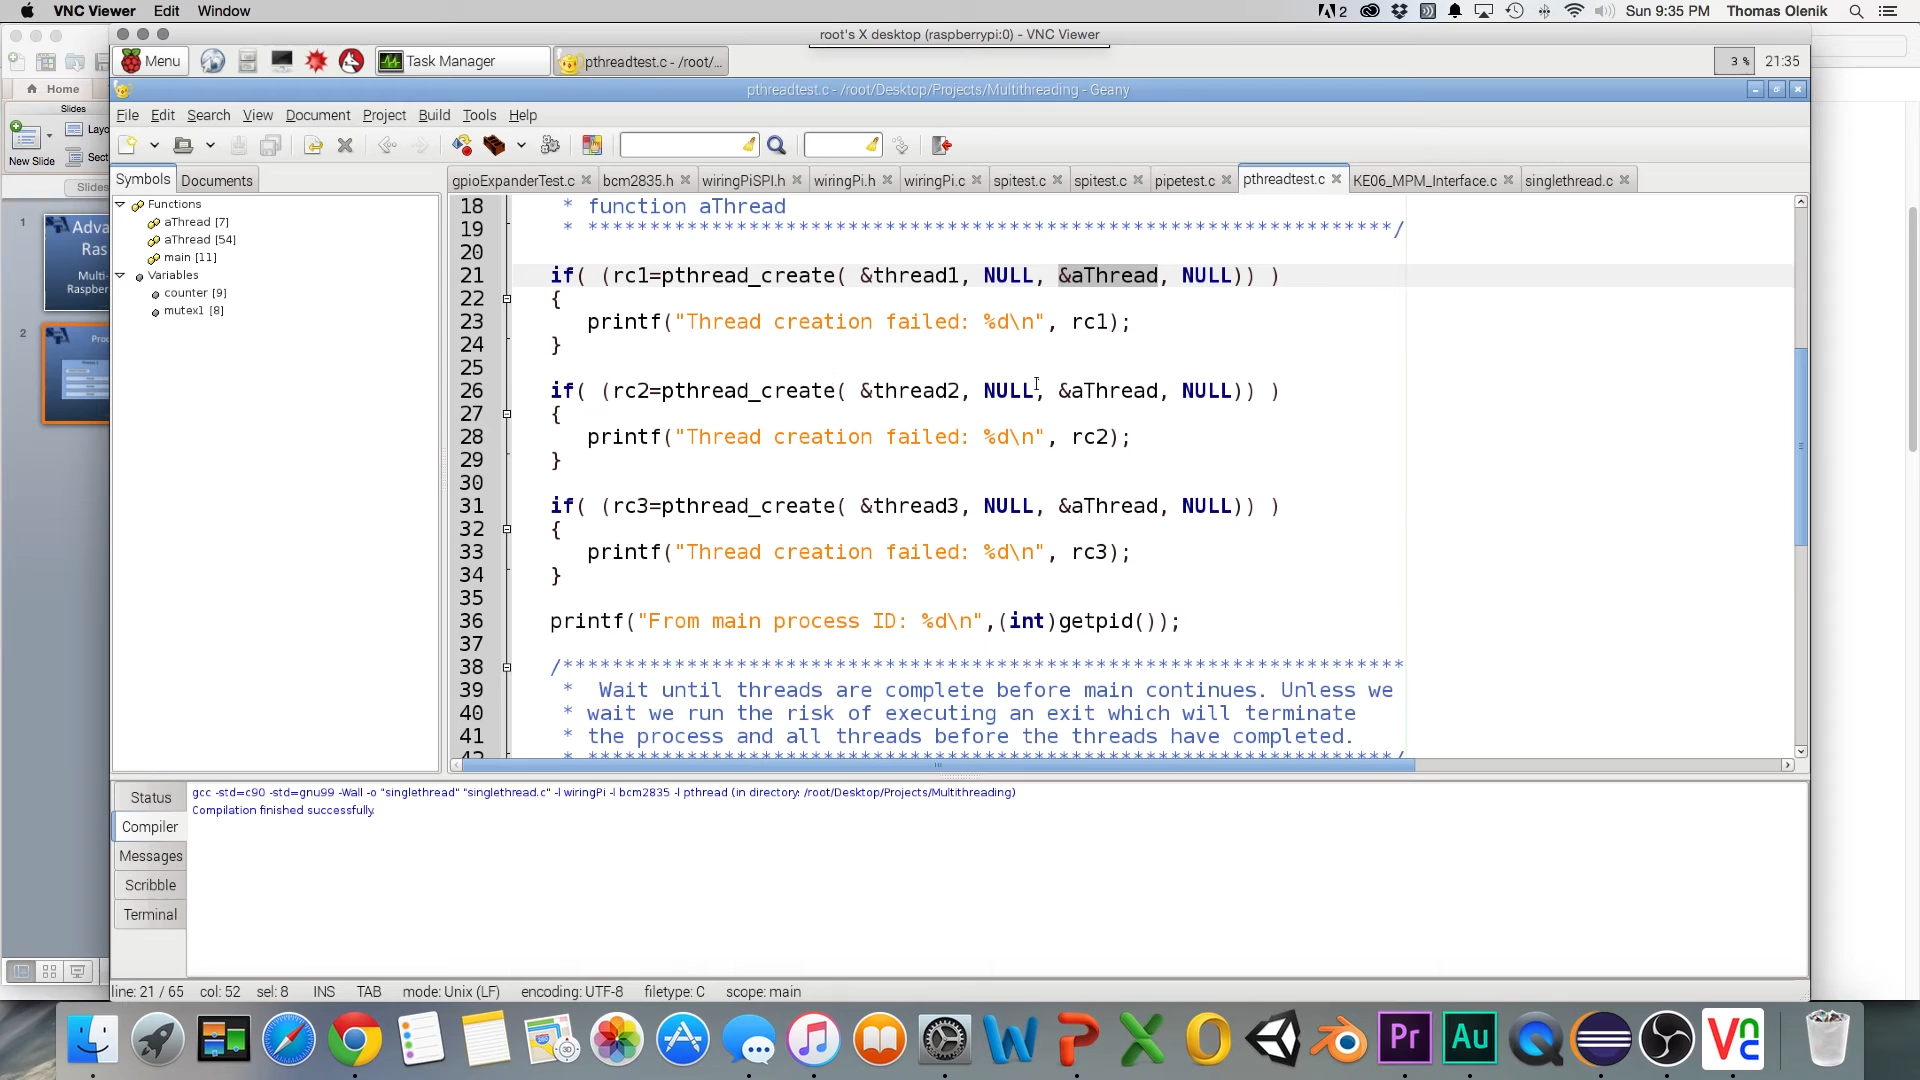 VNC Viewer Edit Window 2 Sun 9:35 PM Thomas Olenik
root's X desktop (raspberrypi:0) - VNC Viewer
Menu Task Manager pthreadtest.c - /root/... 3 % 21:35
pthreadtest.c - /root/Desktop/Projects/Multithreading - Geany
Home
Slides
New Slide
Slides
1
2
File Edit Search View Document Project Build Tools Help
Symbols Documents
gpioExpanderTest.c bcm2835.h wiringPiSPI.h wiringPi.h wiringPi.c spitest.c spitest.c pipetest.c pthreadtest.c KE06_MPM_Interface.c singlethread.c
Functions
aThread [7]
aThread [54]
main [11]
Variables
counter [9]
mutex1 [8]
18 * function aThread
19 * *****************************************************************/
20
21 if( (rc1=pthread_create( &thread1, NULL, &aThread, NULL)) )
22 {
23 printf("Thread creation failed: %d\n", rc1);
24 }
25
26 if( (rc2=pthread_create( &thread2, NULL, &aThread, NULL)) )
27 {
28 printf("Thread creation failed: %d\n", rc2);
29 }
30
31 if( (rc3=pthread_create( &thread3, NULL, &aThread, NULL)) )
32 {
33 printf("Thread creation failed: %d\n", rc3);
34 }
35
36 printf("From main process ID: %d\n",(int)getpid());
37
38 /********************************************************************
39 * Wait until threads are complete before main continues. Unless we
40 * wait we run the risk of executing an exit which will terminate
41 * the process and all threads before the threads have completed.
42 * *****************************************************************/
Status
Compiler
Messages
Scribble
Terminal
gcc -std=c90 -std=gnu99 -Wall -o "singlethread" "singlethread.c" -l wiringPi -l bcm2835 -l pthread (in directory: /root/Desktop/Projects/Multithreading)
Compilation finished successfully.
line: 21 / 65 col: 52 sel: 8 INS TAB mode: Unix (LF) encoding: UTF-8 filetype: C scope: main